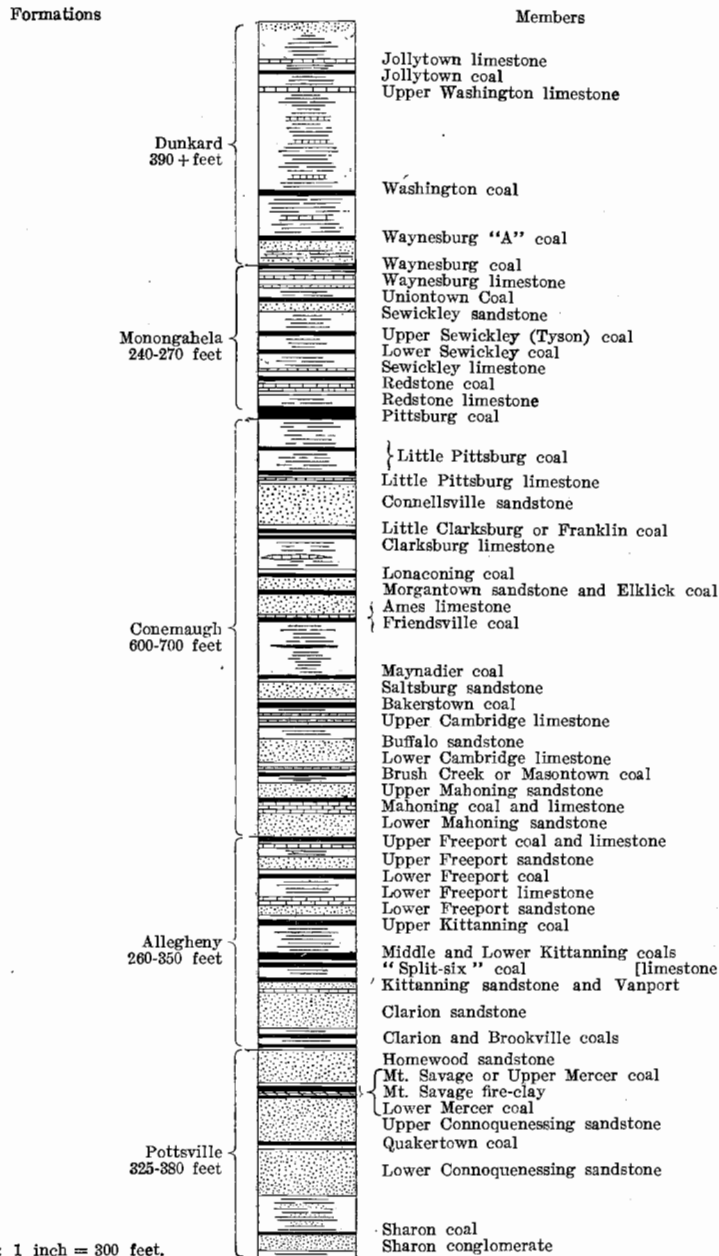 Formations
Members
Jollytown limestone
Jollytown coal
Upper Washington limestone
Dunkard
390 + feet
Washington coal
Waynesburg "A" coal
Waynesburg coal
Waynesburg limestone
Uniontown Coal
Sewickley sandstone
Monongahela
240-270 feet
Upper Sewickley (Tyson) coal
Lower Sewickley coal
Sewickley limestone
Redstone coal
Redstone limestone
Pittsburg coal
Little Pittsburg coal
Little Pittsburg limestone
Connellsville sandstone
Little Clarksburg or Franklin coal
Clarksburg limestone
Lonaconing coal
Morgantown sandstone and Elklick coal
Ames limestone
Friendsville coal
Conemaugh
600-700 feet
Maynadier coal
Saltsburg sandstone
Bakerstown coal
Upper Cambridge limestone
Buffalo sandstone
Lower Cambridge limestone
Brush Creek or Masontown coal
Upper Mahoning sandstone
Mahoning coal and limestone
Lower Mahoning sandstone
Upper Freeport coal and limestone
Upper Freeport sandstone
Lower Freeport coal
Lower Freeport limestone
Lower Freeport sandstone
Upper Kittanning coal
Allegheny
260-350 feet
Middle and Lower Kittanning coals
"Split-six" coal [limestone
Kittanning sandstone and Vanport
Clarion sandstone
Clarion and Brookville coals
Homewood sandstone
Mt. Savage or Upper Mercer coal
Mt. Savage fire-clay
Lower Mercer coal
Upper Connoquenessing sandstone
Quakertown coal
Pottsville
325-380 feet
Lower Connoquenessing sandstone
Sharon coal
Sharon conglomerate
: 1 inch = 300 feet.